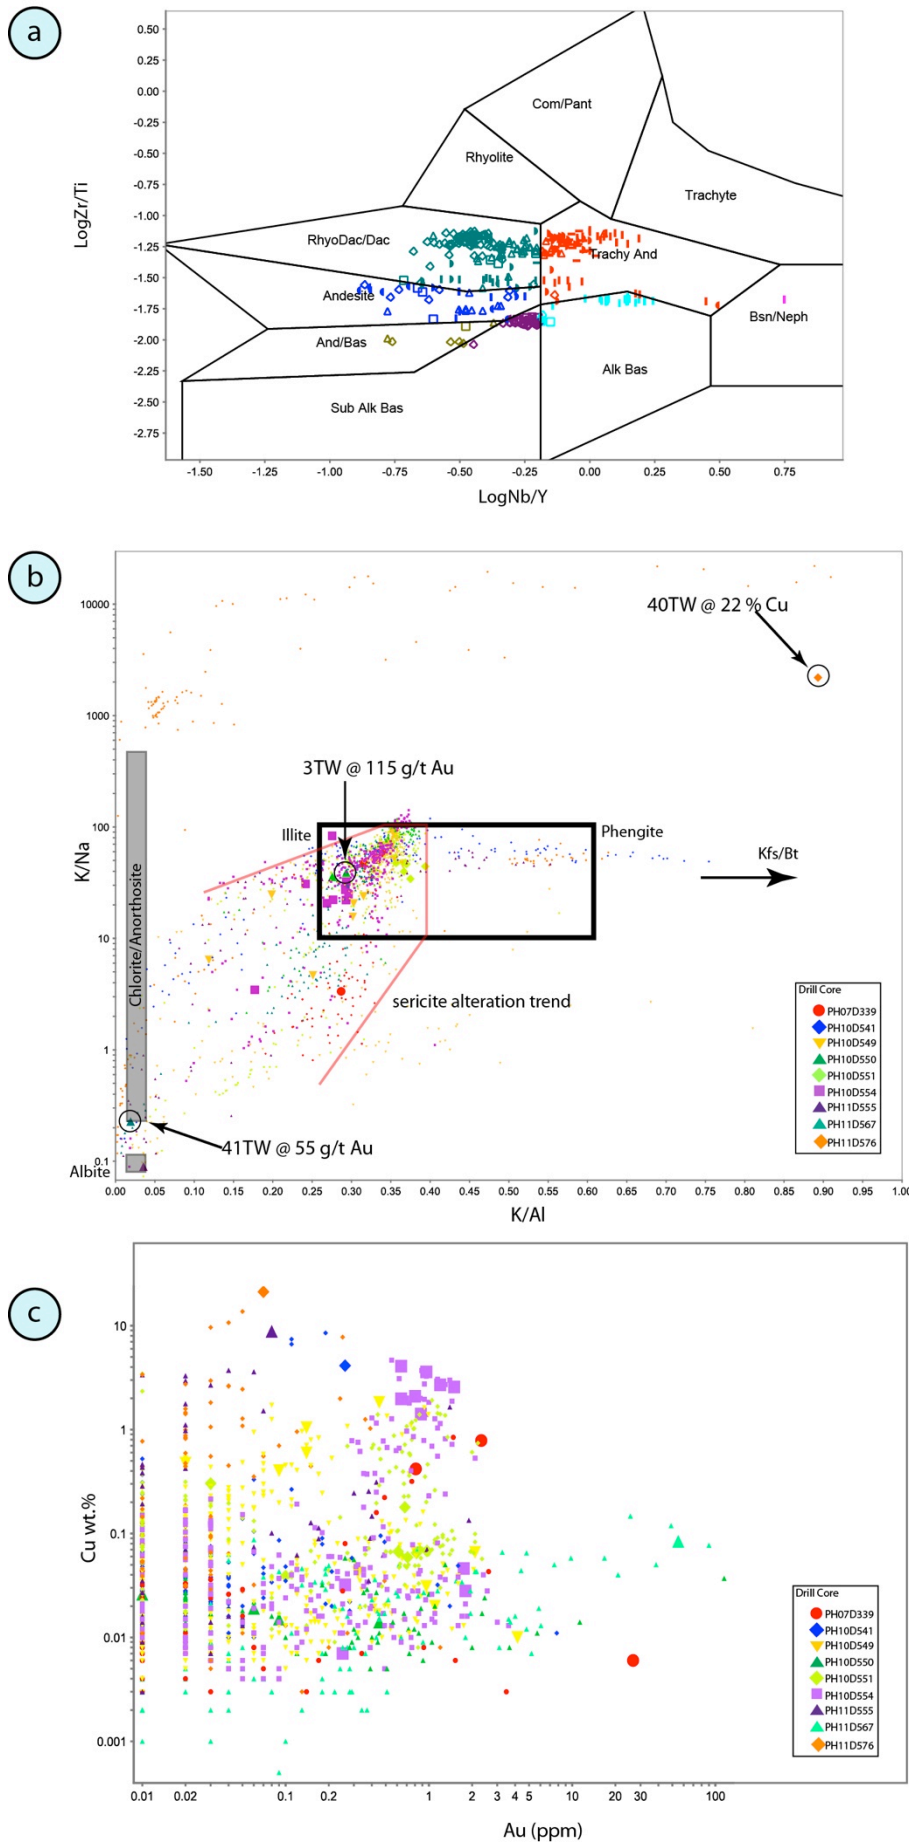 a
0.50
0.25
0.00
-0.25
-0.50
-0.75
-1.00
-1.25
-1.50
-1.75
-2.00
-2.25
-2.50
-2.75
LogZr/Ti
Com/Pant
Rhyolite
Trachyte
RhyoDac/Dac
Trachy And
Andesite
Bsn/Neph
And/Bas
Alk Bas
Sub Alk Bas
-1.50 -1.25 -1.00 -0.75 -0.50 -0.25 0.00 0.25 0.50 0.75
LogNb/Y
b
10000
1000
100
10
1
0.1
K/Na
40TW @ 22 % Cu
3TW @ 115 g/t Au
Illite
Phengite
Kfs/Bt
Chlorite/Anorthosite
sericite alteration trend
41TW @ 55 g/t Au
Albite
Drill Core
PH07D339
PH10D541
PH10D549
PH10D550
PH10D551
PH10D554
PH11D555
PH11D567
PH11D576
0.00 0.05 0.10 0.15 0.20 0.25 0.30 0.35 0.40 0.45 0.50 0.55 0.60 0.65 0.70 0.75 0.80 0.85 0.90 0.95 1.00
K/Al
c
10
1
0.1
0.01
0.001
Cu wt.%
Drill Core
PH07D339
PH10D541
PH10D549
PH10D550
PH10D551
PH10D554
PH11D555
PH11D567
PH11D576
0.01 0.02 0.1 0.2 1 2 3 4 5 10 20 30 100
Au (ppm)